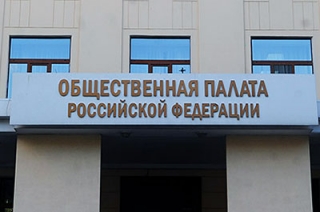 ОБЩЕСТВЕННАЯ ПАЛАТА
РОССИЙСКОЙ ФЕДЕРАЦИИ